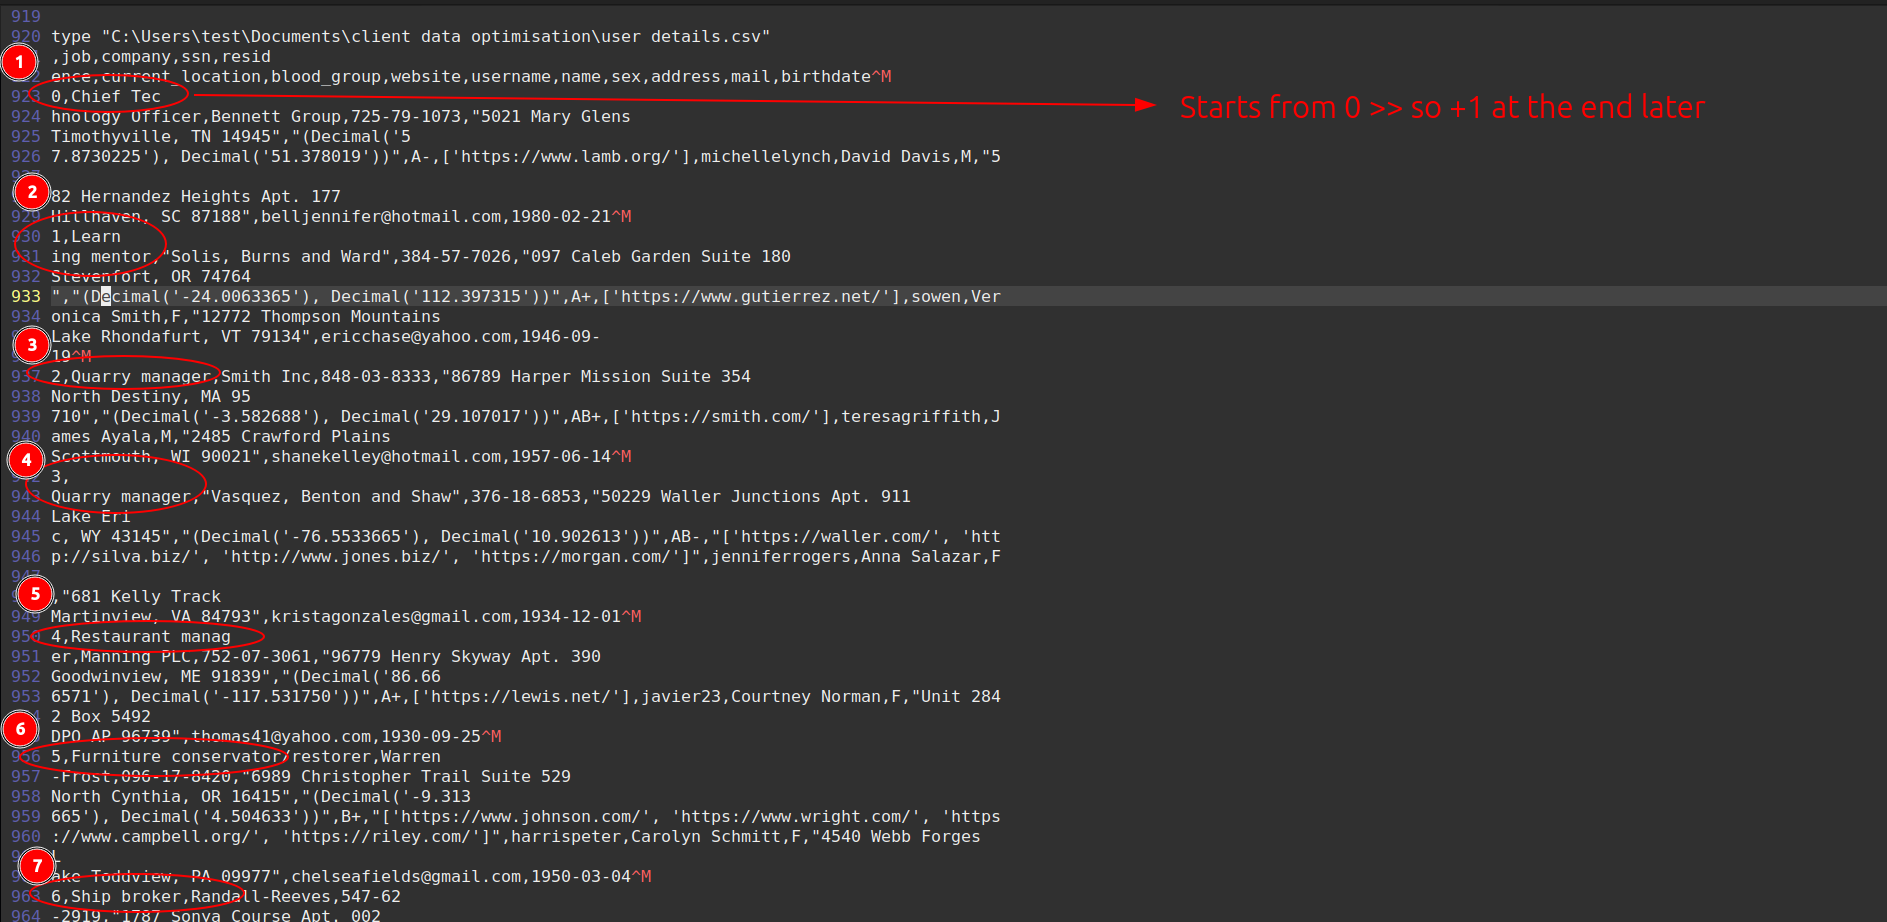 919
920 type "C:\Users\test\Documents\client data optimisation\user details.csv"
1 ,job,company,ssn,resid
ence,current_location,blood_group,website,username,name,sex,address,mail,birthdate^M
923 0,Chief Tec
Starts from 0 >> so +1 at the end later
924 hnology Officer,Bennett Group,725-79-1073,"5021 Mary Glens
925 Timothyville, TN 14945","(Decimal('5
926 7.8730225'), Decimal('51.378019'))",A-,['https://www.lamb.org/'],michellelynch,David Davis,M,"5
2 82 Hernandez Heights Apt. 177
929 Hillhaven, SC 87188",belljennifer@hotmail.com,1980-02-21^M
930 1,Learn
931 ing mentor,"Solis, Burns and Ward",384-57-7026,"097 Caleb Garden Suite 180
932 Stevenfort, OR 74764
933 ","(Decimal('-24.0063365'), Decimal('112.397315'))",A+,['https://www.gutierrez.net/'],sowen,Ver
934 onica Smith,F,"12772 Thompson Mountains
3 Lake Rhondafurt, VT 79134",ericchase@yahoo.com,1946-09-
19^M
937 2,Quarry manager,Smith Inc,848-03-8333,"86789 Harper Mission Suite 354
938 North Destiny, MA 95
939 710","(Decimal('-3.582688'), Decimal('29.107017'))",AB+,['https://smith.com/'],teresagriffith,J
940 ames Ayala,M,"2485 Crawford Plains
4 Scottmouth, WI 90021",shanekelley@hotmail.com,1957-06-14^M
3,
943 Quarry manager,"Vasquez, Benton and Shaw",376-18-6853,"50229 Waller Junctions Apt. 911
944 Lake Eri
945 c, WY 43145","(Decimal('-76.5533665'), Decimal('10.902613'))",AB-,"['https://waller.com/', 'htt
946 p://silva.biz/', 'http://www.jones.biz/', 'https://morgan.com/']",jenniferrogers,Anna Salazar,F
947
5 ,"681 Kelly Track
949 Martinview, VA 84793",kristagonzales@gmail.com,1934-12-01^M
950 4,Restaurant manag
951 er,Manning PLC,752-07-3061,"96779 Henry Skyway Apt. 390
952 Goodwinview, ME 91839","(Decimal('86.66
953 6571'), Decimal('-117.531750'))",A+,['https://lewis.net/'],javier23,Courtney Norman,F,"Unit 284
2 Box 5492
6 DPO AP 96739",thomas41@yahoo.com,1930-09-25^M
956 5,Furniture conservator/restorer,Warren
957 -Frost,096-17-8420,"6989 Christopher Trail Suite 529
958 North Cynthia, OR 16415","(Decimal('-9.313
959 665'), Decimal('4.504633'))",B+,"['https://www.johnson.com/', 'https://www.wright.com/', 'https
960 ://www.campbell.org/', 'https://riley.com/']",harrispeter,Carolyn Schmitt,F,"4540 Webb Forges
L
7 ake Toddview, PA 09977",chelseafields@gmail.com,1950-03-04^M
963 6,Ship broker,Randall-Reeves,547-62
964 -2919,"1787 Sonya Course Apt. 002